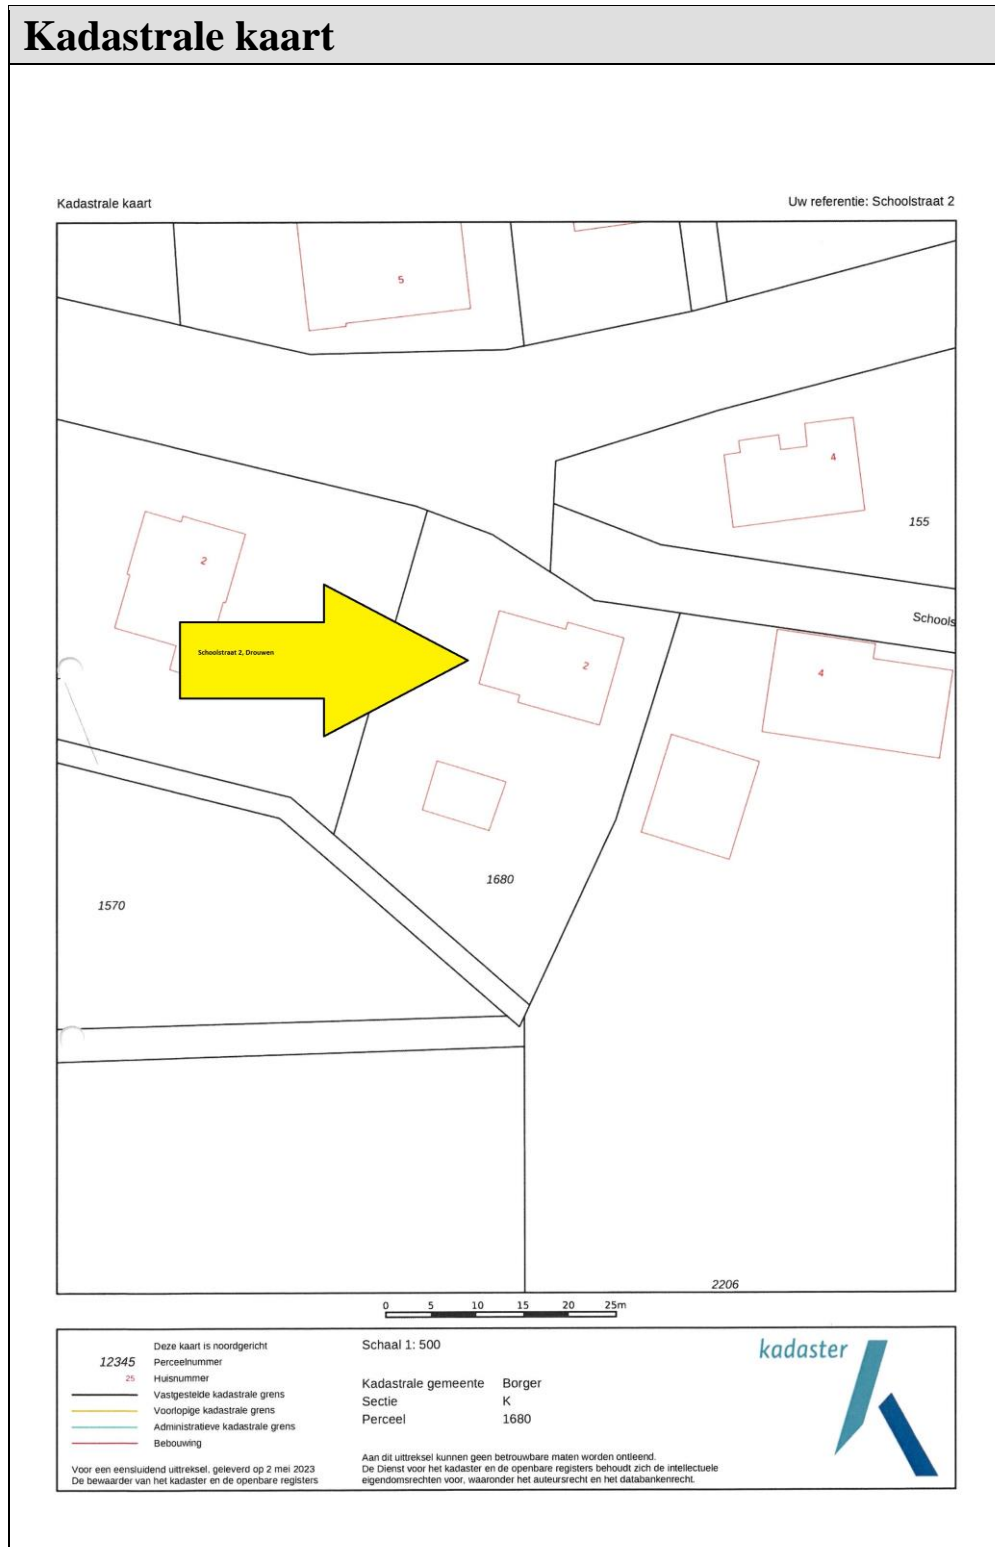 Kadastrale kaart
Kadastrale kaart
Uw referentie: Schoolstraat 2
5
4
155
2
Schools
Schoolstraat 2, Drouwen
2
4
1680
1570
2206
0 5 10 15 20 25m
Deze kaart is noordgericht
12345 Perceelnummer
25 Huisnummer
Vastgestelde kadastrale grens
Voorlopige kadastrale grens
Administratieve kadastrale grens
Bebouwing
Voor een eensluidend uittreksel, geleverd op 2 mei 2023
De bewaarder van het kadaster en de openbare registers
Schaal 1: 500
Kadastrale gemeente Borger
Sectie K
Perceel 1680
Aan dit uittreksel kunnen geen betrouwbare maten worden ontleend.
De Dienst voor het kadaster en de openbare registers behoudt zich de intellectuele
eigendomsrechten voor, waaronder het auteursrecht en het databankenrecht.
kadaster